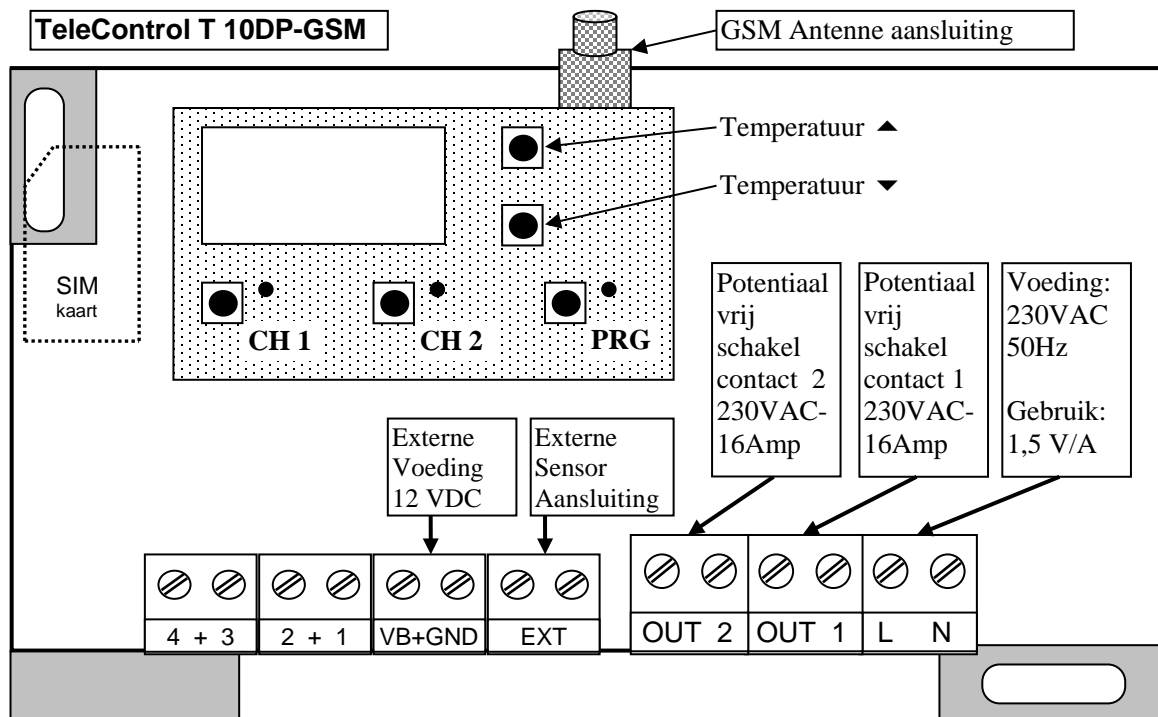 TeleControl T 10DP-GSM
GSM Antenne aansluiting
Temperatuur ▲
Temperatuur ▼
SIM
kaart
CH 1
CH 2
PRG
Potentiaal
vrij
schakel
contact 2
230VAC-
16Amp
Potentiaal
vrij
schakel
contact 1
230VAC-
16Amp
Voeding:
230VAC
50Hz
Gebruik:
1,5 V/A
Externe
Voeding
12 VDC
Externe
Sensor
Aansluiting
4 + 3
2 + 1
VB+GND
EXT
OUT 2
OUT 1
L N